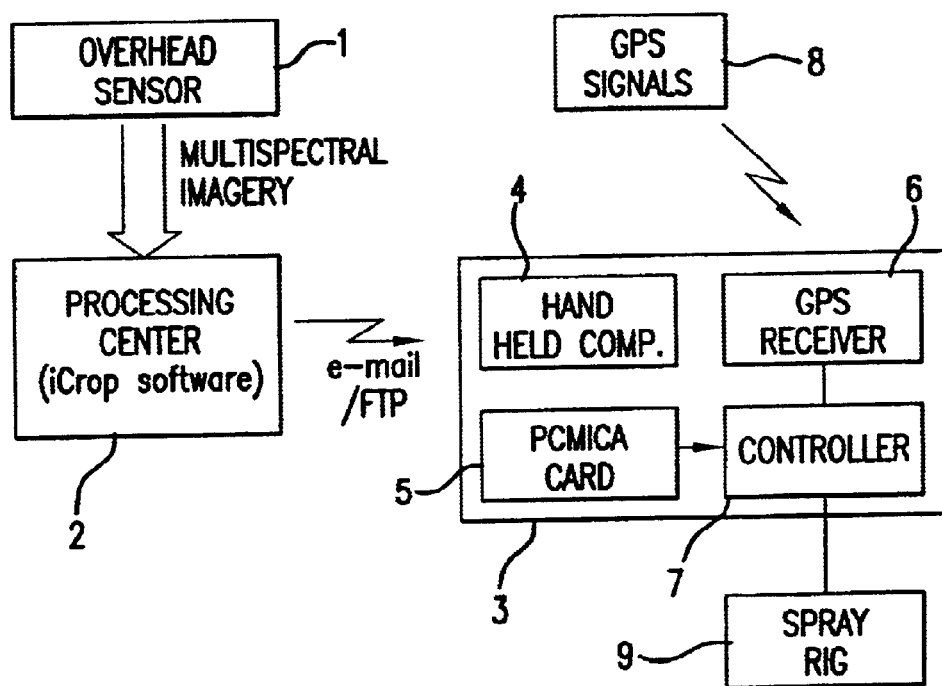 OVERHEAD
SENSOR
1
GPS
SIGNALS
8
MULTISPECTRAL
IMAGERY
4
6
PROCESSING
CENTER
(iCrop software)
2
e-mail
/FTP
HAND
HELD COMP.
GPS
RECEIVER
PCMICA
CARD
5
CONTROLLER
3
7
SPRAY
RIG
9